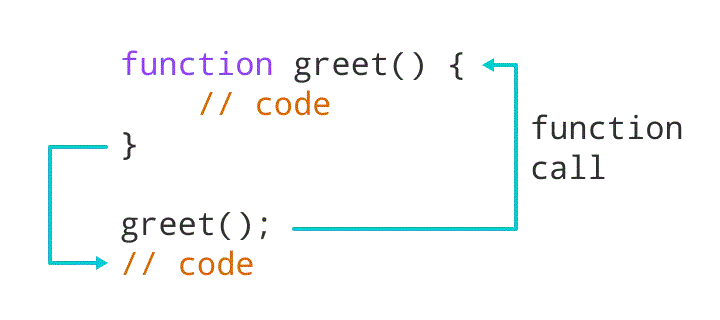 function greet() {
    // code
}
function
call
greet();
// code